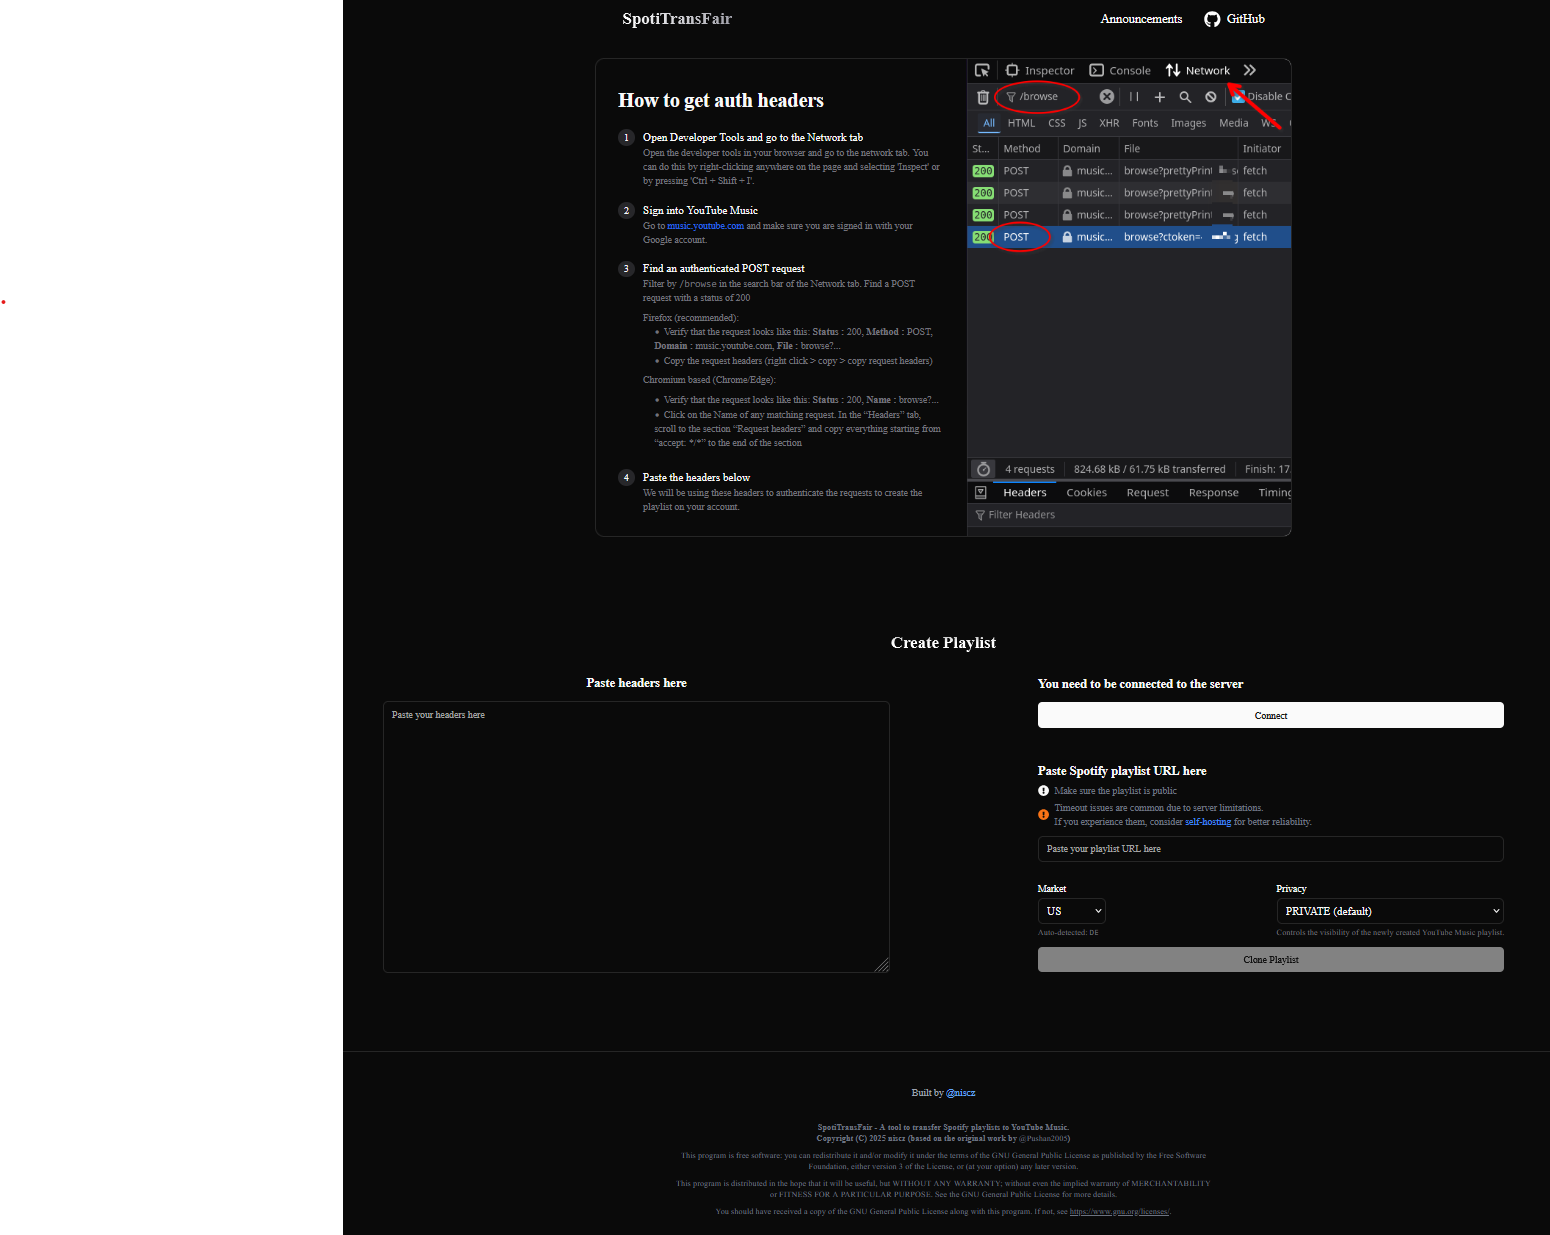 SpotiTransFair
Announcements
GitHub
How to get auth headers
1
Open Developer Tools and go to the Network tab
Open the developer tools in your browser and go to the network tab. You
can do this by right-clicking anywhere on the page and selecting 'Inspect' or
by pressing 'Ctrl + Shift + I'.
2
Sign into YouTube Music
Go to music.youtube.com and make sure you are signed in with your
Google account.
3
Find an authenticated POST request
Filter by /browse in the search bar of the Network tab. Find a POST
request with a status of 200
Firefox (recommended):
• Verify that the request looks like this: Status : 200, Method : POST,
Domain : music.youtube.com, File : browse?...
• Copy the request headers (right click > copy > copy request headers)
Chromium based (Chrome/Edge):
• Verify that the request looks like this: Status : 200, Name : browse?...
• Click on the Name of any matching request. In the “Headers” tab,
scroll to the section “Request headers” and copy everything starting from
“accept: */*” to the end of the section
4
Paste the headers below
We will be using these headers to authenticate the requests to create the
playlist on your account.
Inspector Console Network
/browse Disable C
All HTML CSS JS XHR Fonts Images Media WS
St... Method Domain File Initiator
200 POST music... browse?prettyPrint fetch
200 POST music... browse?prettyPrint fetch
200 POST music... browse?prettyPrint fetch
200 POST music... browse?ctoken= fetch
4 requests 824.68 kB / 61.75 kB transferred Finish: 17.
Headers Cookies Request Response Timing
Filter Headers
Create Playlist
Paste headers here
Paste your headers here
You need to be connected to the server
Connect
Paste Spotify playlist URL here
Make sure the playlist is public
Timeout issues are common due to server limitations.
If you experience them, consider self-hosting for better reliability.
Paste your playlist URL here
Market
US
Auto-detected: DE
Privacy
PRIVATE (default)
Controls the visibility of the newly created YouTube Music playlist.
Clone Playlist
Built by @niscz
SpotiTransFair - A tool to transfer Spotify playlists to YouTube Music.
Copyright (C) 2025 niscz (based on the original work by @Pushan2005)
This program is free software: you can redistribute it and/or modify it under the terms of the GNU General Public License as published by the Free Software
Foundation, either version 3 of the License, or (at your option) any later version.
This program is distributed in the hope that it will be useful, but WITHOUT ANY WARRANTY; without even the implied warranty of MERCHANTABILITY
or FITNESS FOR A PARTICULAR PURPOSE. See the GNU General Public License for more details.
You should have received a copy of the GNU General Public License along with this program. If not, see https://www.gnu.org/licenses/.